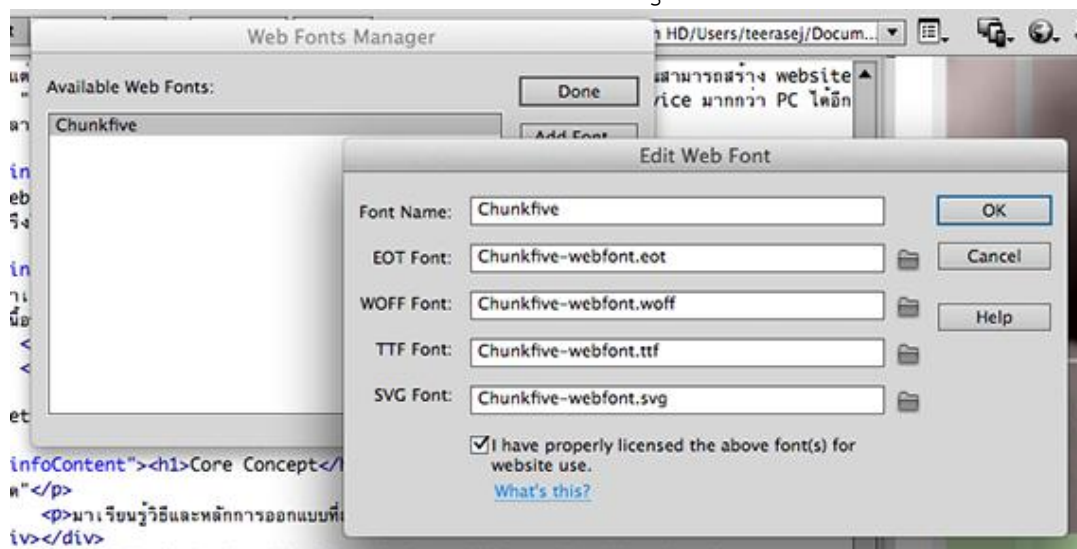 Web Fonts Manager
HD/Users/teerasej/Docum...
Available Web Fonts:
Done
Add Font...
Chunkfive
สามารถสร้าง website
vice มากกว่า PC ได้อีก
Edit Web Font
Font Name: Chunkfive
OK
EOT Font: Chunkfive-webfont.eot
Cancel
WOFF Font: Chunkfive-webfont.woff
Help
TTF Font: Chunkfive-webfont.ttf
SVG Font: Chunkfive-webfont.svg
I have properly licensed the above font(s) for
website use.
What's this?
infoContent"><h1>Core Concept</
"</p>
<p>มาเรียนรู้วิธีและหลักการออกแบบที่
iv></div>